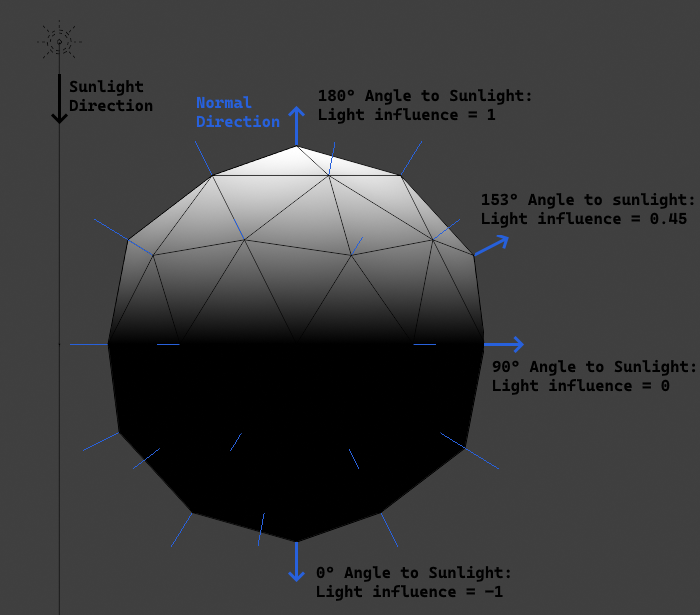 Sunlight
Direction
Normal
Direction
180° Angle to Sunlight:
Light influence = 1
153° Angle to sunlight:
Light influence = 0.45
90° Angle to Sunlight:
Light influence = 0
0° Angle to Sunlight:
Light influence = -1